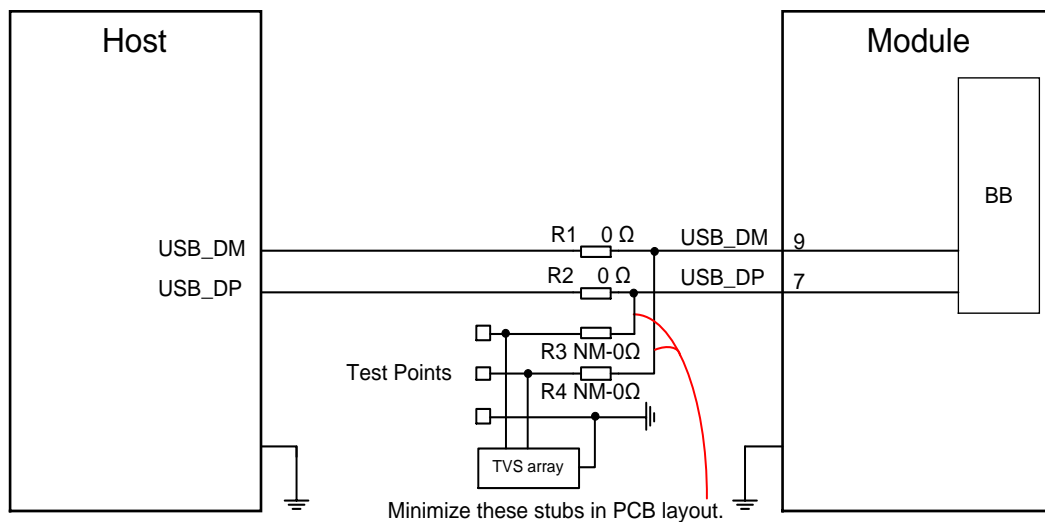 Host
Module
BB
R1 0 Ω
USB_DM
9
USB_DM
R2 0 Ω
USB_DP
7
USB_DP
R3 NM-0Ω
Test Points
R4 NM-0Ω
TVS array
Minimize these stubs in PCB layout.